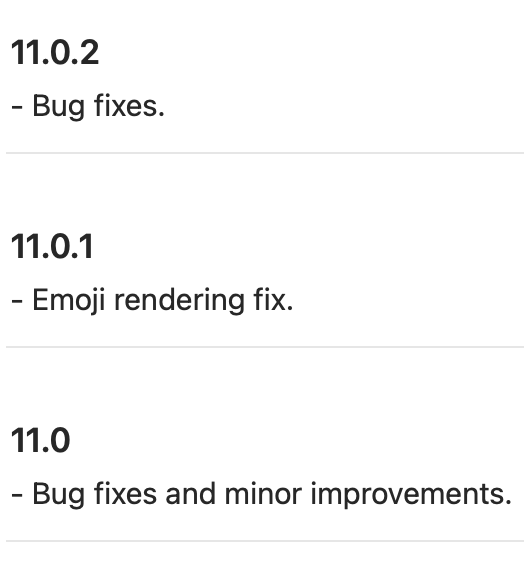 11.0.2
- Bug fixes.
11.0.1
- Emoji rendering fix.
11.0
- Bug fixes and minor improvements.